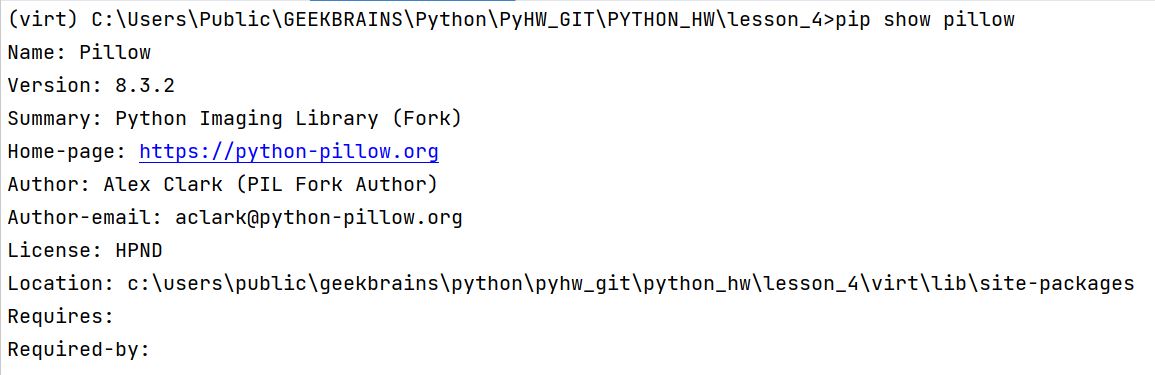 (virt) C:\Users\Public\GEEKBRAINS\Python\PyHW_GIT\PYTHON_HW\lesson_4>pip show pillow
Name: Pillow
Version: 8.3.2
Summary: Python Imaging Library (Fork)
Home-page: https://python-pillow.org
Author: Alex Clark (PIL Fork Author)
Author-email: aclark@python-pillow.org
License: HPND
Location: c:\users\public\geekbrains\python\pyhw_git\python_hw\lesson_4\virt\lib\site-packages
Requires:
Required-by: